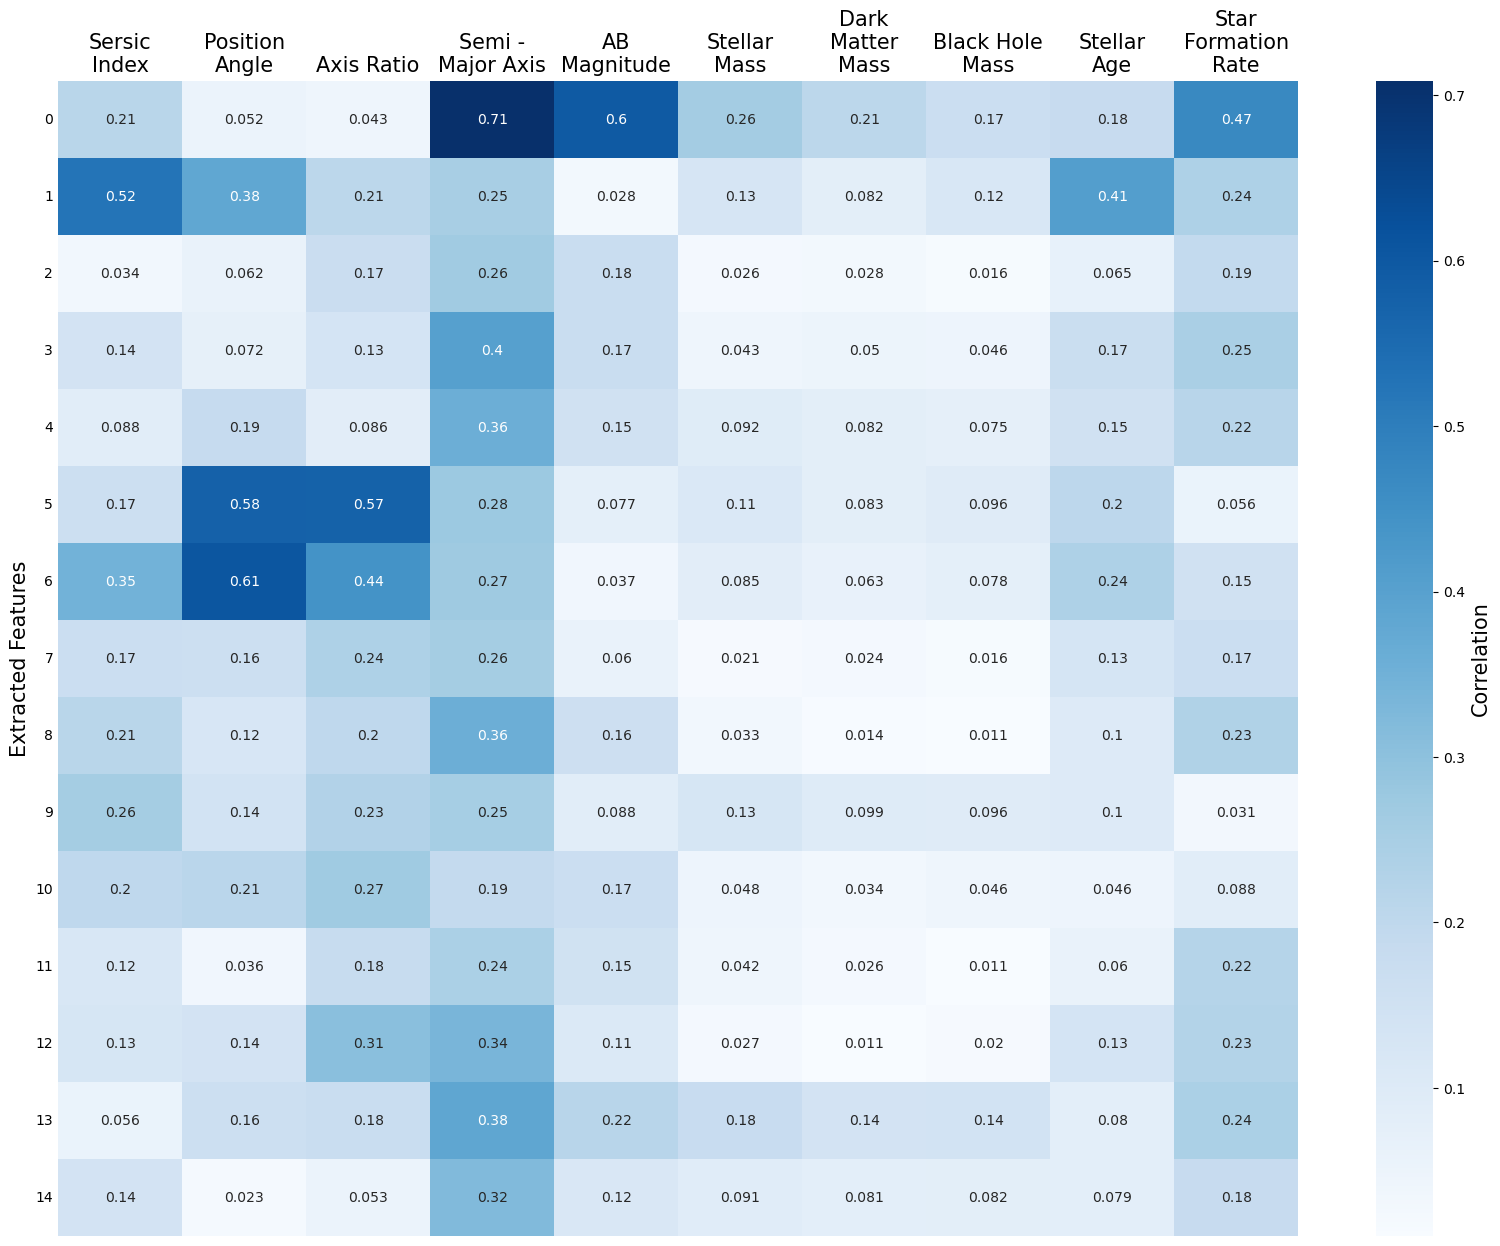 Sersic Index
Position Angle
Axis Ratio
Semi - Major Axis
AB Magnitude
Stellar Mass
Dark Matter Mass
Black Hole Mass
Stellar Age
Star Formation Rate
Extracted Features
0 0.21 0.052 0.043 0.71 0.6 0.26 0.21 0.17 0.18 0.47
1 0.52 0.38 0.21 0.25 0.028 0.13 0.082 0.12 0.41 0.24
2 0.034 0.062 0.17 0.26 0.18 0.026 0.028 0.016 0.065 0.19
3 0.14 0.072 0.13 0.4 0.17 0.043 0.05 0.046 0.17 0.25
4 0.088 0.19 0.086 0.36 0.15 0.092 0.082 0.075 0.15 0.22
5 0.17 0.58 0.57 0.28 0.077 0.11 0.083 0.096 0.2 0.056
6 0.35 0.61 0.44 0.27 0.037 0.085 0.063 0.078 0.24 0.15
7 0.17 0.16 0.24 0.26 0.06 0.021 0.024 0.016 0.13 0.17
8 0.21 0.12 0.2 0.36 0.16 0.033 0.014 0.011 0.1 0.23
9 0.26 0.14 0.23 0.25 0.088 0.13 0.099 0.096 0.1 0.031
10 0.2 0.21 0.27 0.19 0.17 0.048 0.034 0.046 0.046 0.088
11 0.12 0.036 0.18 0.24 0.15 0.042 0.026 0.011 0.06 0.22
12 0.13 0.14 0.31 0.34 0.11 0.027 0.011 0.02 0.13 0.23
13 0.056 0.16 0.18 0.38 0.22 0.18 0.14 0.14 0.08 0.24
14 0.14 0.023 0.053 0.32 0.12 0.091 0.081 0.082 0.079 0.18
0.7
0.6
0.5
0.4
0.3
0.2
0.1
Correlation